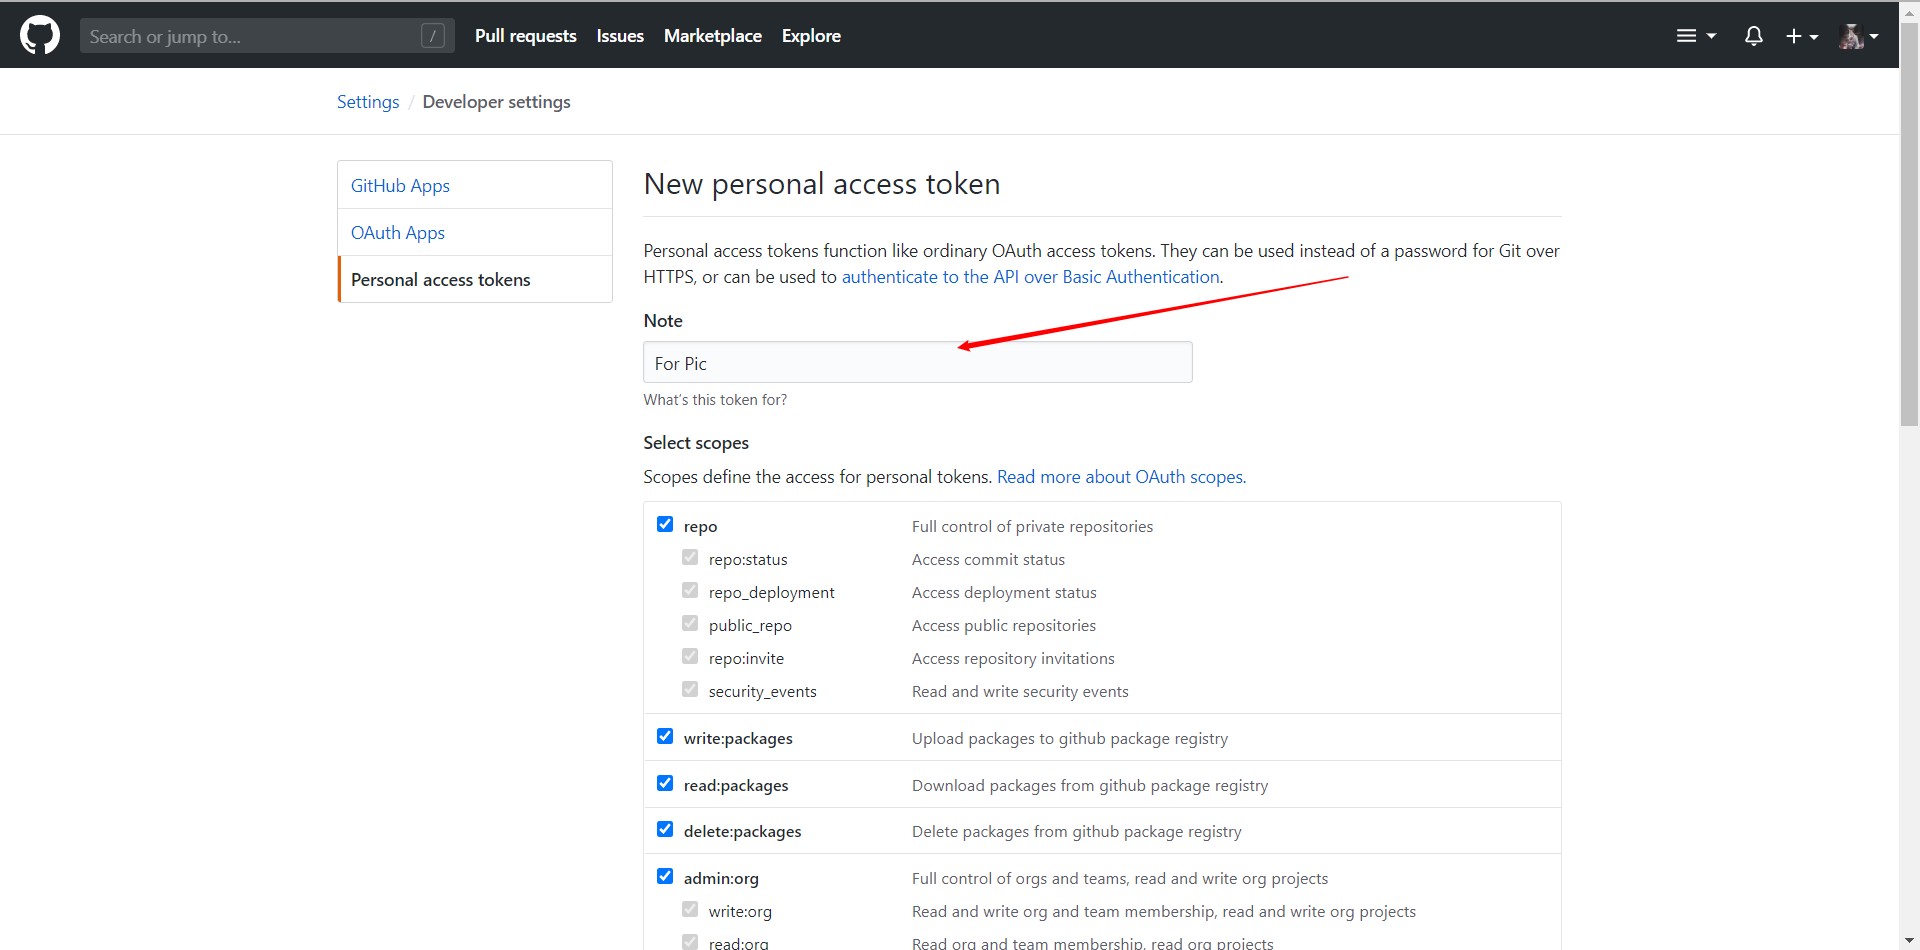 Search or jump to...
/
Pull requests
Issues
Marketplace
Explore
Settings / Developer settings
GitHub Apps
OAuth Apps
Personal access tokens
New personal access token
Personal access tokens function like ordinary OAuth access tokens. They can be used instead of a password for Git over
HTTPS, or can be used to authenticate to the API over Basic Authentication.
Note
For Pic
What's this token for?
Select scopes
Scopes define the access for personal tokens. Read more about OAuth scopes.
repo Full control of private repositories
repo:status Access commit status
repo_deployment Access deployment status
public_repo Access public repositories
repo:invite Access repository invitations
security_events Read and write security events
write:packages Upload packages to github package registry
read:packages Download packages from github package registry
delete:packages Delete packages from github package registry
admin:org Full control of orgs and teams, read and write org projects
write:org Read and write org and team membership, read and write org projects
read:org Read org and team membership, read org projects